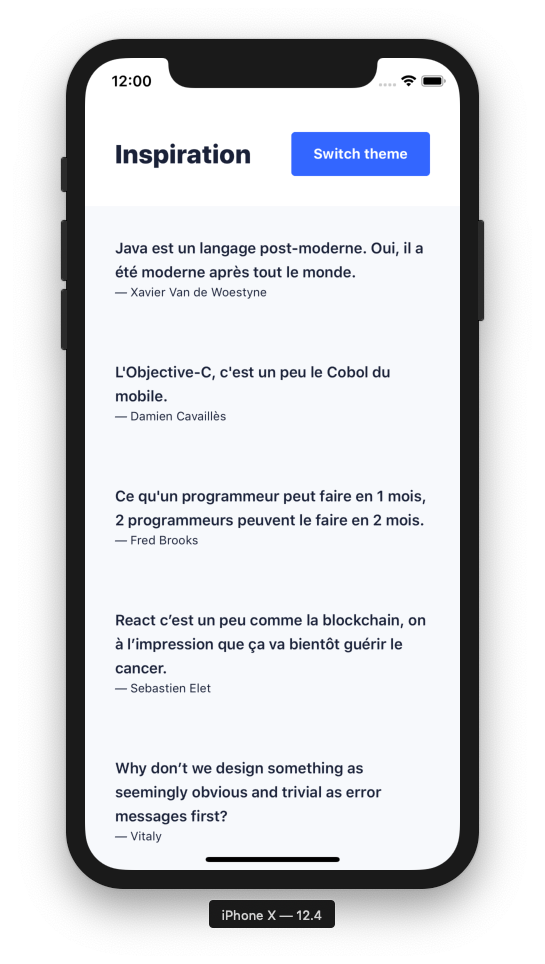 12:00
Inspiration
Switch theme
Java est un langage post-moderne. Oui, il a
été moderne après tout le monde.
— Xavier Van de Woestyne
L'Objective-C, c'est un peu le Cobol du
mobile.
— Damien Cavaillès
Ce qu'un programmeur peut faire en 1 mois,
2 programmeurs peuvent le faire en 2 mois.
— Fred Brooks
React c’est un peu comme la blockchain, on
à l’impression que ça va bientôt guérir le
cancer.
— Sebastien Elet
Why don’t we design something as
seemingly obvious and trivial as error
messages first?
— Vitaly
iPhone X — 12.4